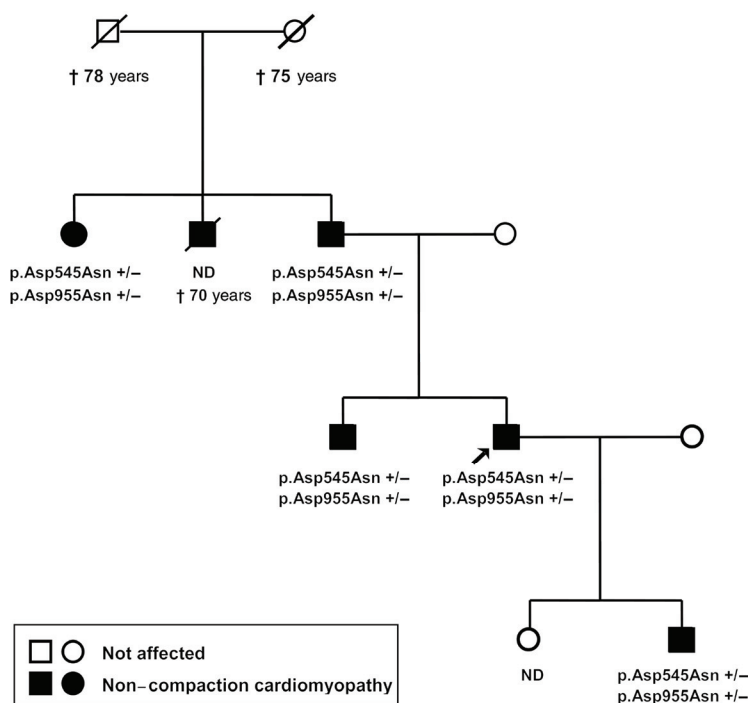 † 78 years † 75 years
p.Asp545Asn +/– ND p.Asp545Asn +/–
p.Asp955Asn +/– † 70 years p.Asp955Asn +/–
p.Asp545Asn +/– p.Asp545Asn +/–
p.Asp955Asn +/– p.Asp955Asn +/–
Not affected
Non–compaction cardiomyopathy
ND p.Asp545Asn +/–
p.Asp955Asn +/–